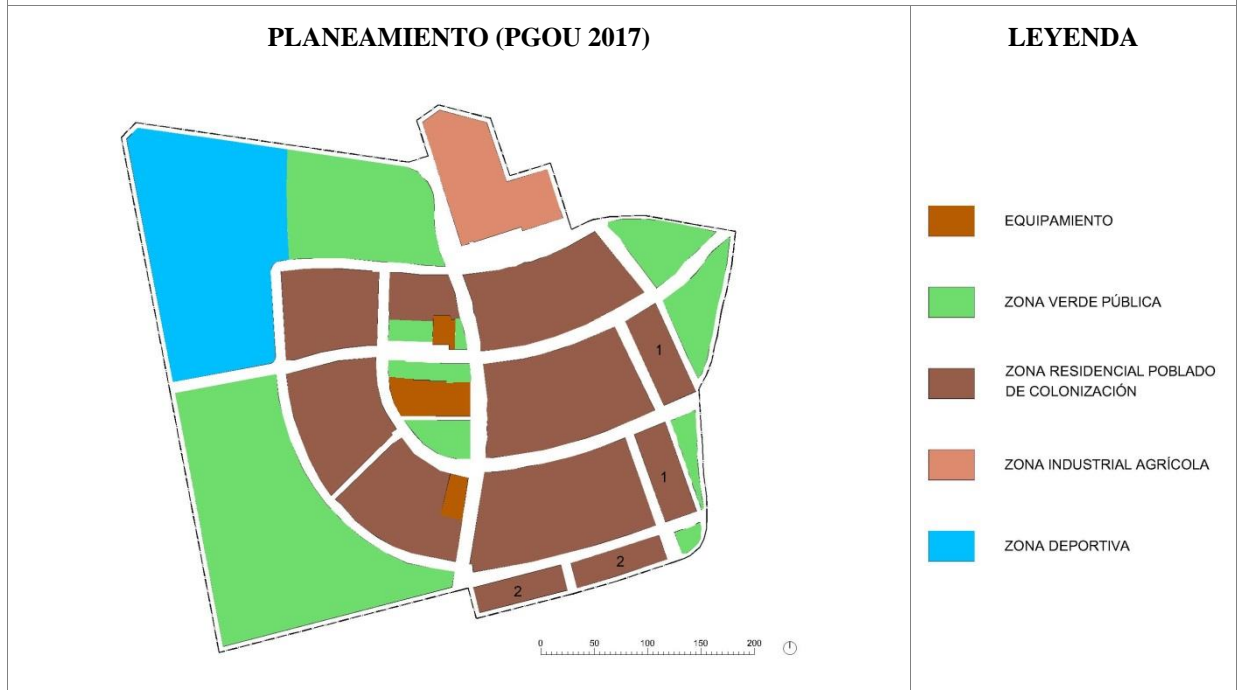 PLANEAMIENTO (PGOU 2017)
LEYENDA
EQUIPAMIENTO
ZONA VERDE PÚBLICA
ZONA RESIDENCIAL POBLADO
DE COLONIZACIÓN
ZONA INDUSTRIAL AGRÍCOLA
ZONA DEPORTIVA
1
1
2
2
0 50 100 150 200